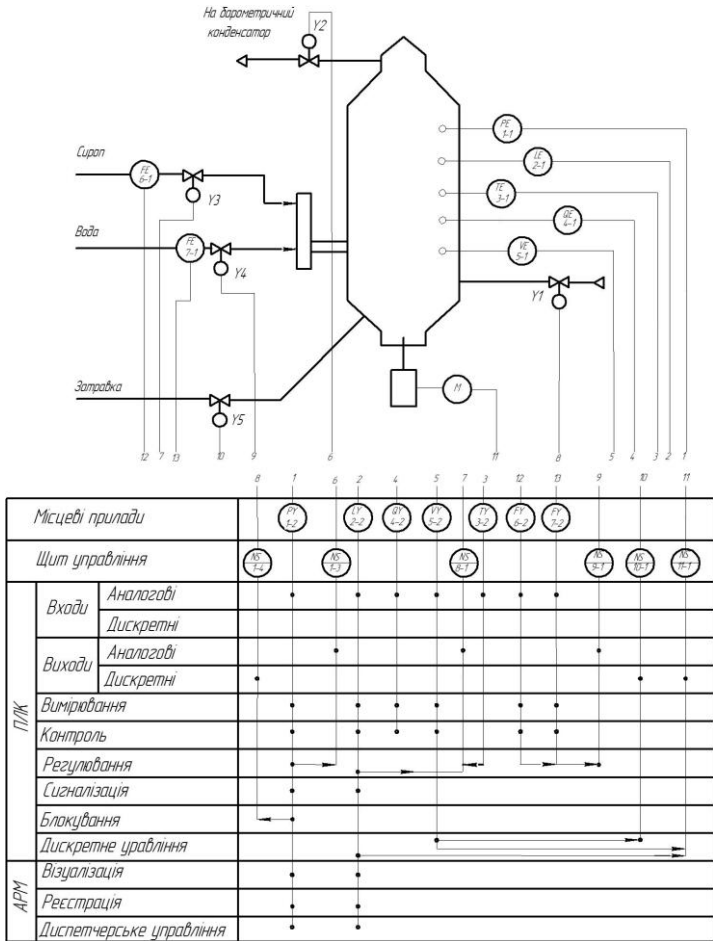 На барометричний
конденсатор
Y2
PE
1-1
LE
2-1
Сироп
FE
6-1
TE
3-1
Y3
QE
4-1
Вода
FE
7-1
VE
5-1
Y4
Y1
Затравка
M
Y5
12 7 13 10 9 6 11 8 5 4 3 2 1
8 1 6 2 4 5 7 3 12 13 9 10 11
Місцеві прилади
PY
1-2
LY
2-2
QY
4-2
VY
5-2
TY
3-2
FY
6-2
FY
7-2
Щит управління
NS
1-4
NS
1-3
NS
8-1
NS
9-1
NS
10-1
NS
11-1
ПЛК
Входи
Аналогові
Дискретні
Виходи
Аналогові
Дискретні
Вимірювання
Контроль
Регулювання
Сигналізація
Блокування
Дискретне уравління
АРМ
Візуалізація
Реєстрація
Диспетчерське управління